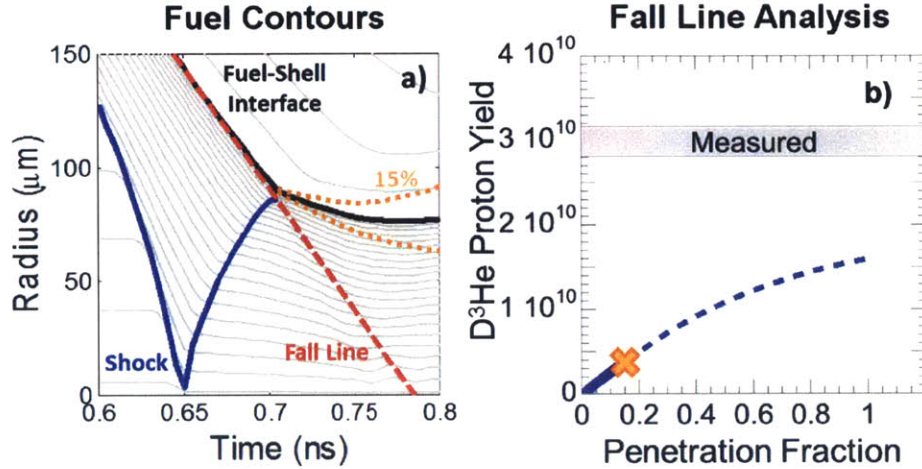 Fuel Contours
150
100
50
0
0.6
0.65
0.7
0.75
0.8
Radius (μm)
Time (ns)
Fuel-Shell
Interface
a)
15%
Shock
Fall Line
Fall Line Analysis
4 10¹⁰
3 10¹⁰
2 10¹⁰
1 10¹⁰
0
0
0.2
0.4
0.6
0.8
1
D³He Proton Yield
Penetration Fraction
b)
Measured